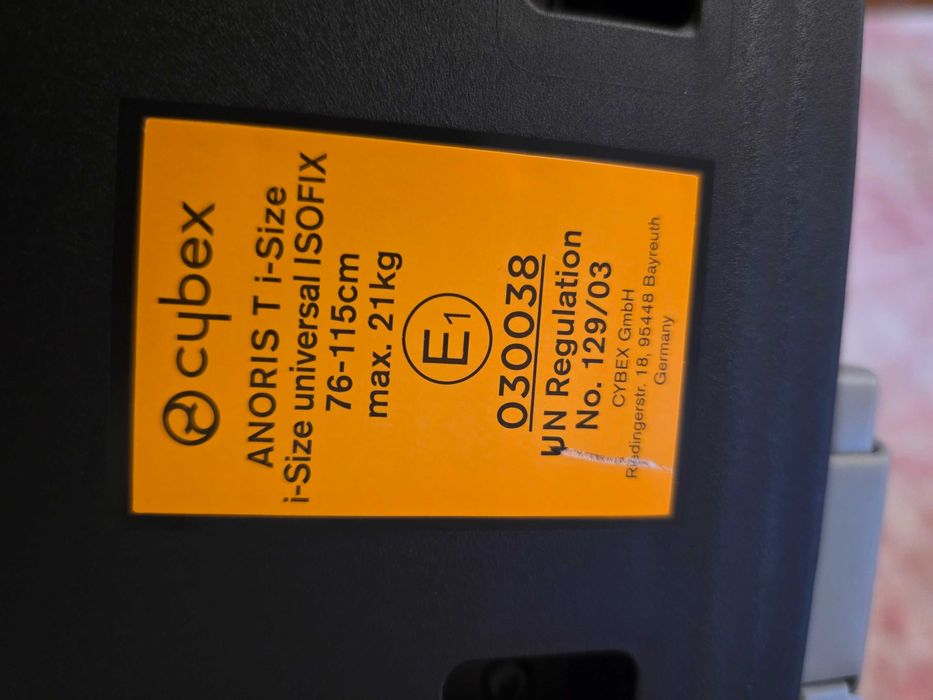 cybex
ANORIS T i-Size
i-Size universal ISOFIX
76-115cm
max. 21kg
E1
030038
UN Regulation
No. 129/03
CYBEX GmbH
Riedingerstr. 18, 95448 Bayreuth
Germany